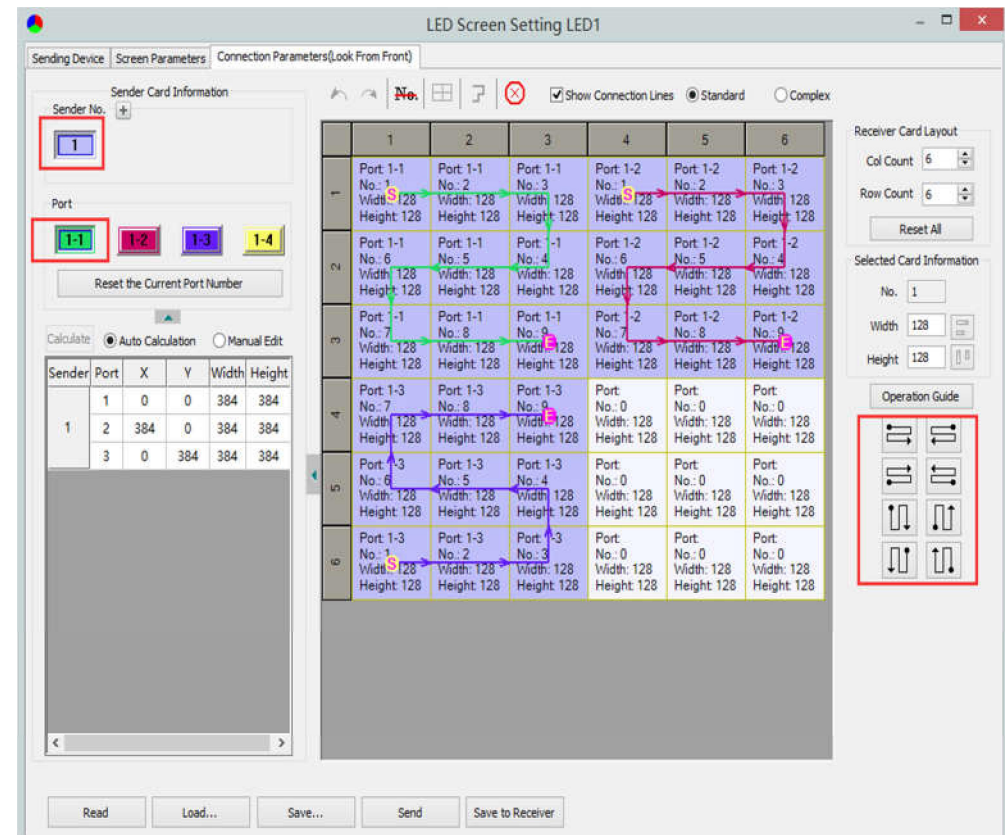 LED Screen Setting LED1
Sending Device Screen Parameters Connection Parameters(Look From Front)
Sender Card Information
Sender No. +
1
Port
1-1 1-2 1-3 1-4
Reset the Current Port Number
Calculate Auto Calculation Manual Edit
Sender Port X Y Width Height
1
1 0 0 384 384
2 384 0 384 384
3 0 384 384 384
No. Show Connection Lines Standard Complex
1 2 3 4 5 6
1
Port: 1-1 Port: 1-1 Port: 1-1 Port: 1-2 Port: 1-2 Port: 1-2
No.: 1 No.: 2 No.: 3 No.: 1 No.: 2 No.: 3
S S
Width: 128 Width: 128 Width: 128 Width: 128 Width: 128 Width: 128
Height: 128 Height: 128 Height: 128 Height: 128 Height: 128 Height: 128
2
Port: 1-1 Port: 1-1 Port: 1-1 Port: 1-2 Port: 1-2 Port: 1-2
No.: 6 No.: 5 No.: 4 No.: 6 No.: 5 No.: 4
Width: 128 Width: 128 Width: 128 Width: 128 Width: 128 Width: 128
Height: 128 Height: 128 Height: 128 Height: 128 Height: 128 Height: 128
3
Port: 1-1 Port: 1-1 Port: 1-1 Port: 1-2 Port: 1-2 Port: 1-2
No.: 7 No.: 8 No.: 9 No.: 7 No.: 8 No.: 9
E E
Width: 128 Width: 128 Width: 128 Width: 128 Width: 128 Width: 128
Height: 128 Height: 128 Height: 128 Height: 128 Height: 128 Height: 128
4
Port: 1-3 Port: 1-3 Port: 1-3 Port: Port: Port:
No.: 7 No.: 8 No.: 9 No.: 0 No.: 0 No.: 0
E
Width: 128 Width: 128 Width: 128 Width: 128 Width: 128 Width: 128
Height: 128 Height: 128 Height: 128 Height: 128 Height: 128 Height: 128
5
Port: 1-3 Port: 1-3 Port: 1-3 Port: Port: Port:
No.: 6 No.: 5 No.: 4 No.: 0 No.: 0 No.: 0
Width: 128 Width: 128 Width: 128 Width: 128 Width: 128 Width: 128
Height: 128 Height: 128 Height: 128 Height: 128 Height: 128 Height: 128
6
Port: 1-3 Port: 1-3 Port: 1-3 Port: Port: Port:
No.: 1 No.: 2 No.: 3 No.: 0 No.: 0 No.: 0
S
Width: 128 Width: 128 Width: 128 Width: 128 Width: 128 Width: 128
Height: 128 Height: 128 Height: 128 Height: 128 Height: 128 Height: 128
Receiver Card Layout
Col Count 6
Row Count 6
Reset All
Selected Card Information
No. 1
Width 128
Height 128
Operation Guide
Read Load... Save... Send Save to Receiver